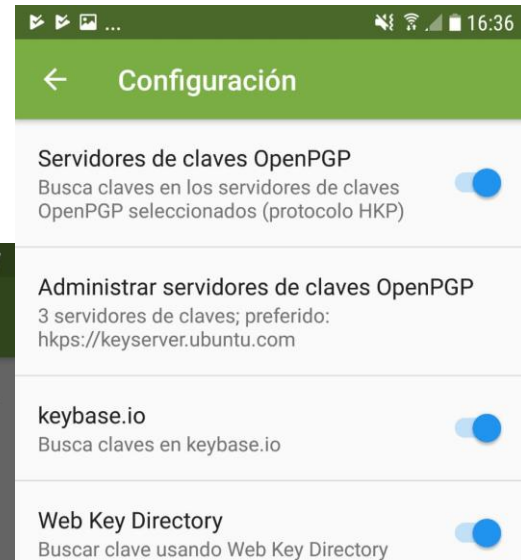 ... 16:36
Configuración
Servidores de claves OpenPGP
Busca claves en los servidores de claves
OpenPGP seleccionados (protocolo HKP)
Administrar servidores de claves OpenPGP
3 servidores de claves; preferido:
hkps://keyserver.ubuntu.com
keybase.io
Busca claves en keybase.io
Web Key Directory
Buscar clave usando Web Key Directory